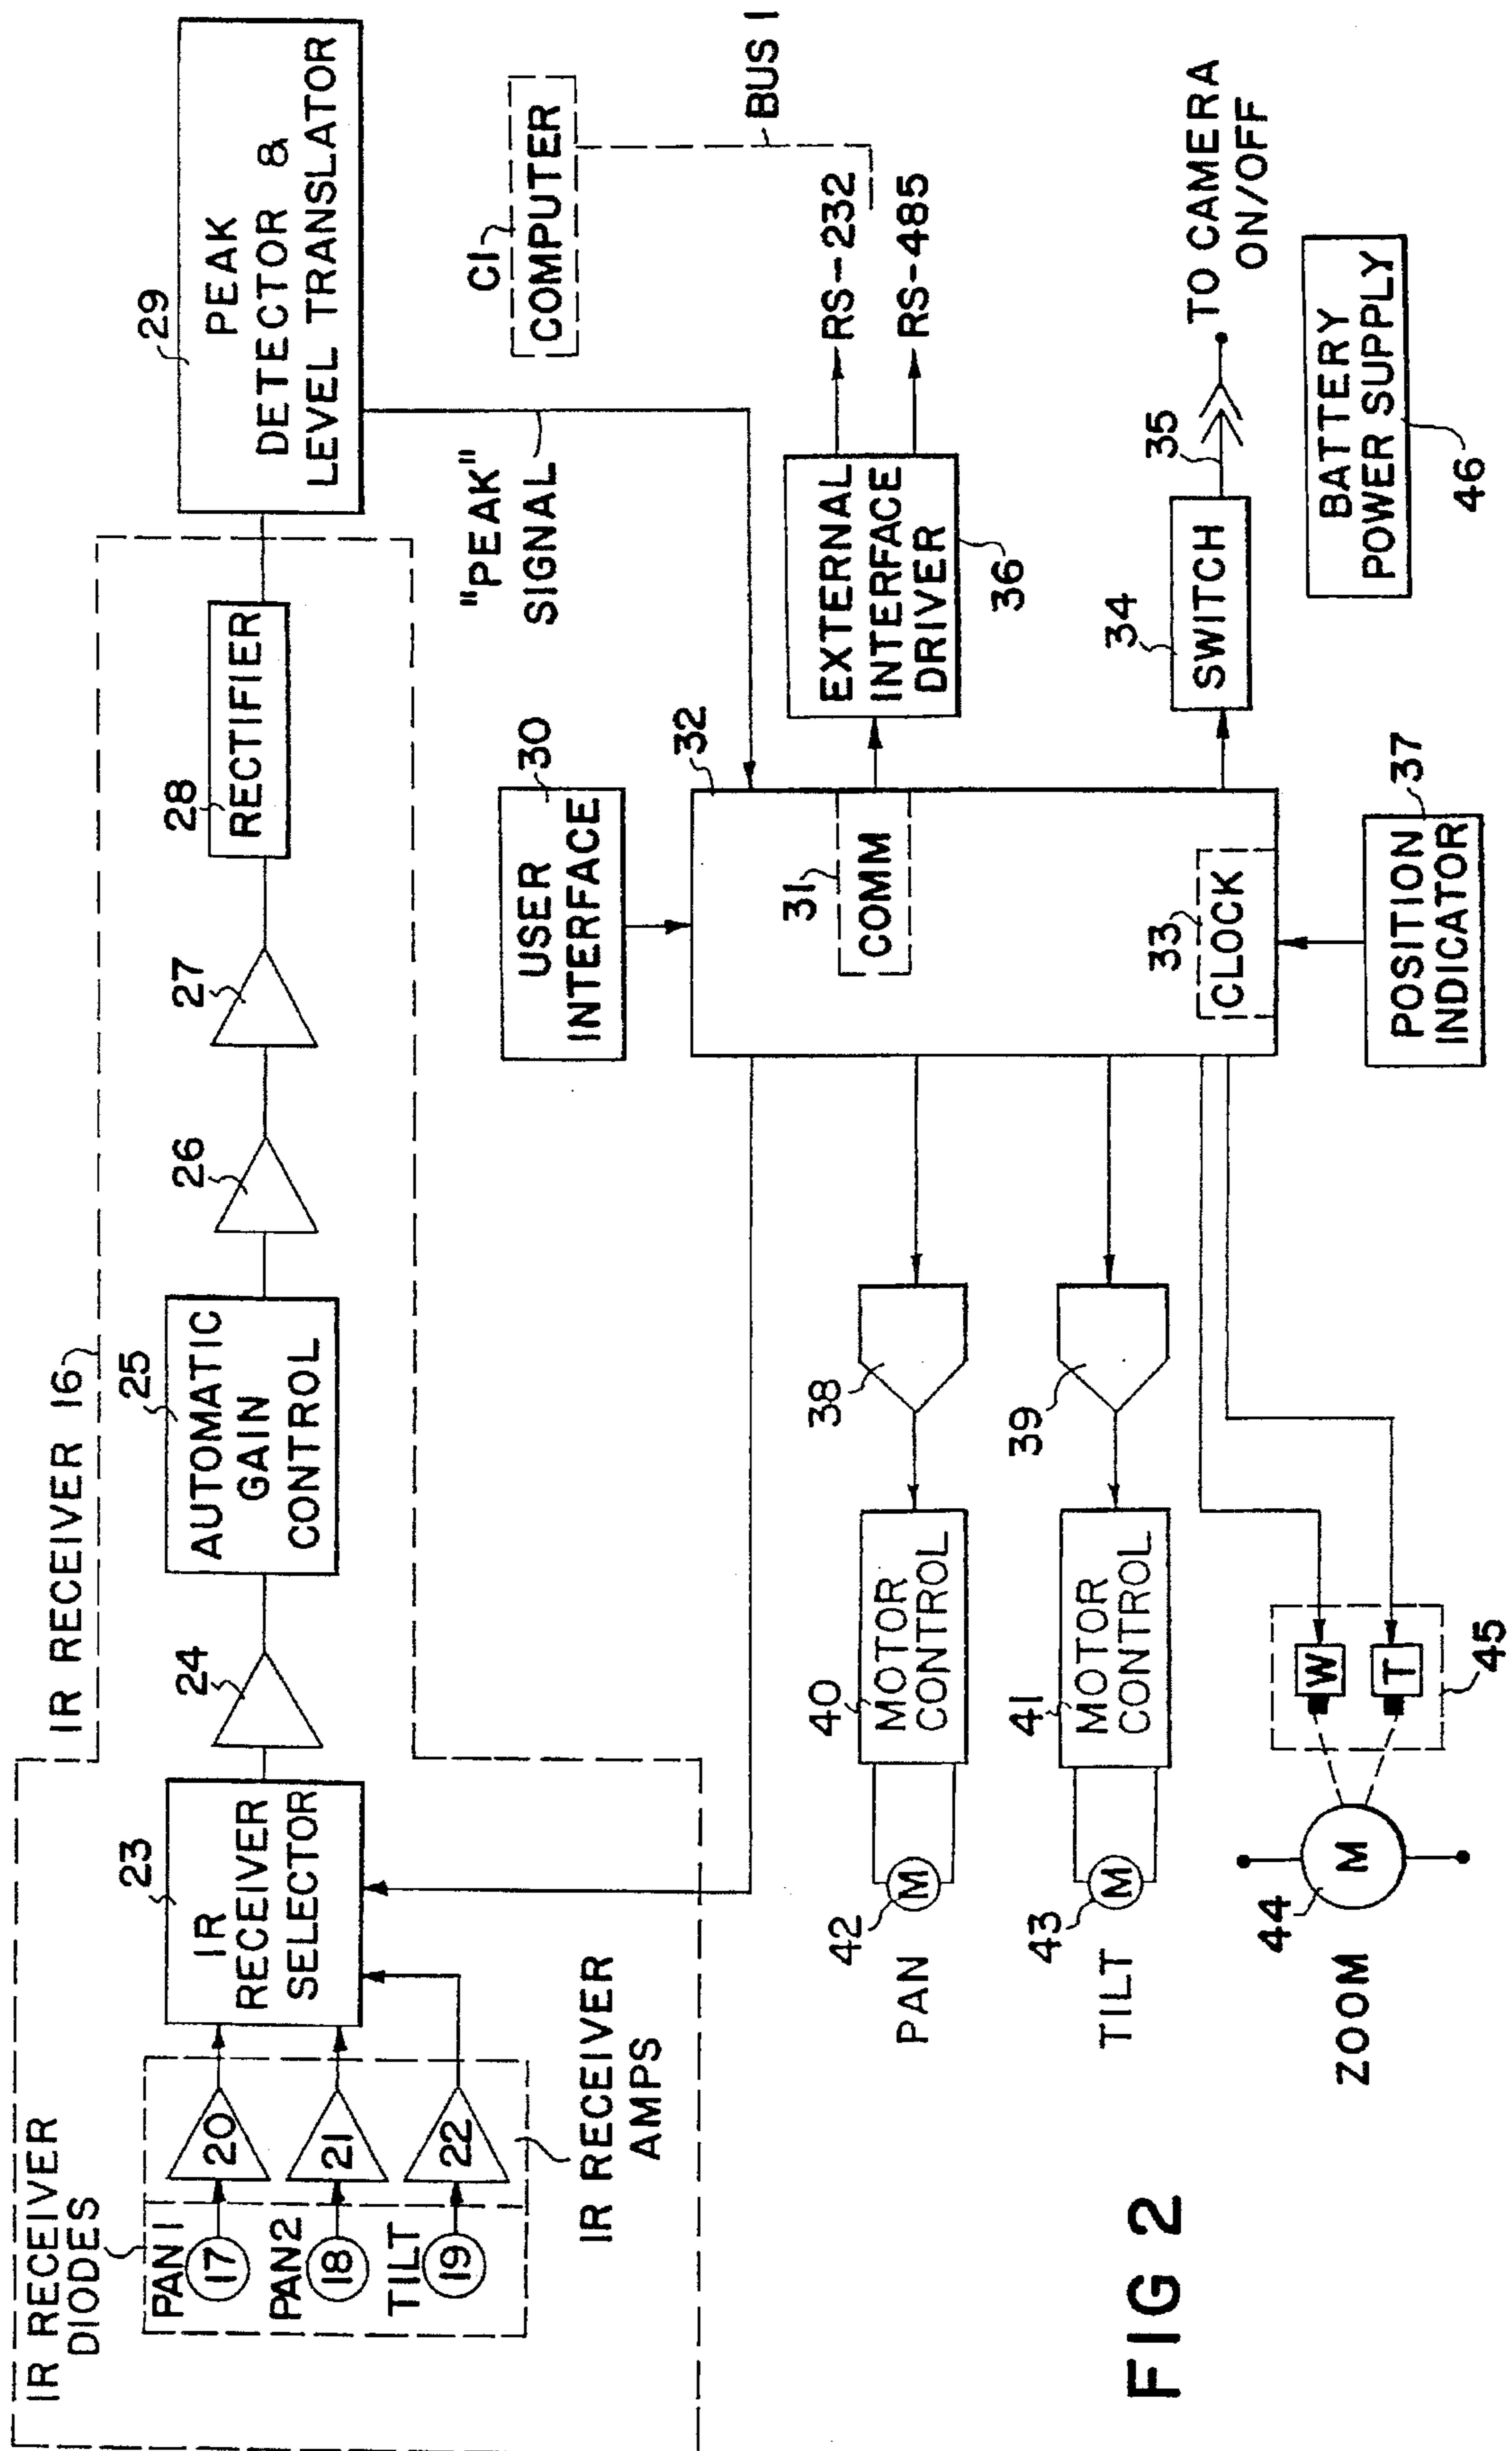 IR RECEIVER
DIODES
PAN 1
17
PAN2
18
TILT
19
20
21
22
IR RECEIVER
AMPS
23
IR
RECEIVER
SELECTOR
24
IR RECEIVER 16
25
AUTOMATIC
GAIN
CONTROL
26
27
28
RECTIFIER
29
PEAK
DETECTOR &
LEVEL TRANSLATOR
"PEAK"
SIGNAL
C1
COMPUTER
BUS 1
USER
INTERFACE
30
32
31
COMM
33
CLOCK
EXTERNAL
INTERFACE
DRIVER
36
RS-232
RS-485
34
SWITCH
35
TO CAMERA
ON/OFF
BATTERY
POWER SUPPLY
46
POSITION
INDICATOR
37
38
39
40
MOTOR
CONTROL
41
MOTOR
CONTROL
42
M
PAN
43
M
TILT
44
M
ZOOM
W
T
45
FIG 2